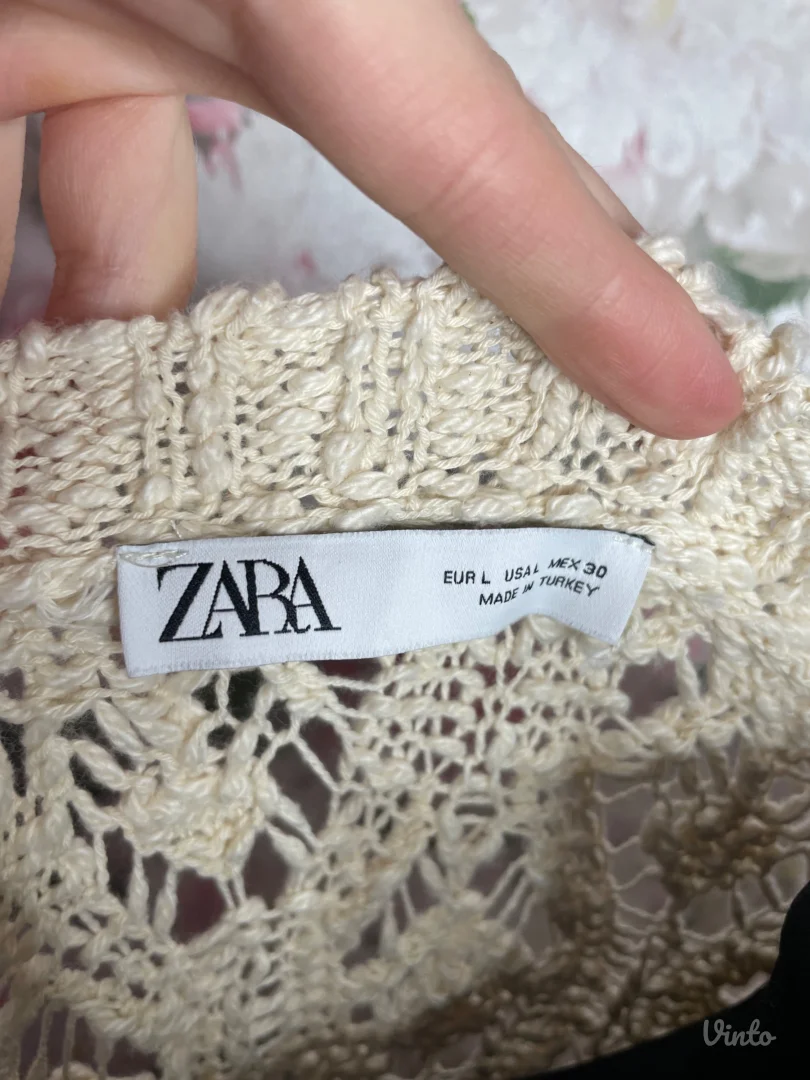 ZARA
EUR L USA L MEX 30
MADE IN TURKEY
Vinto